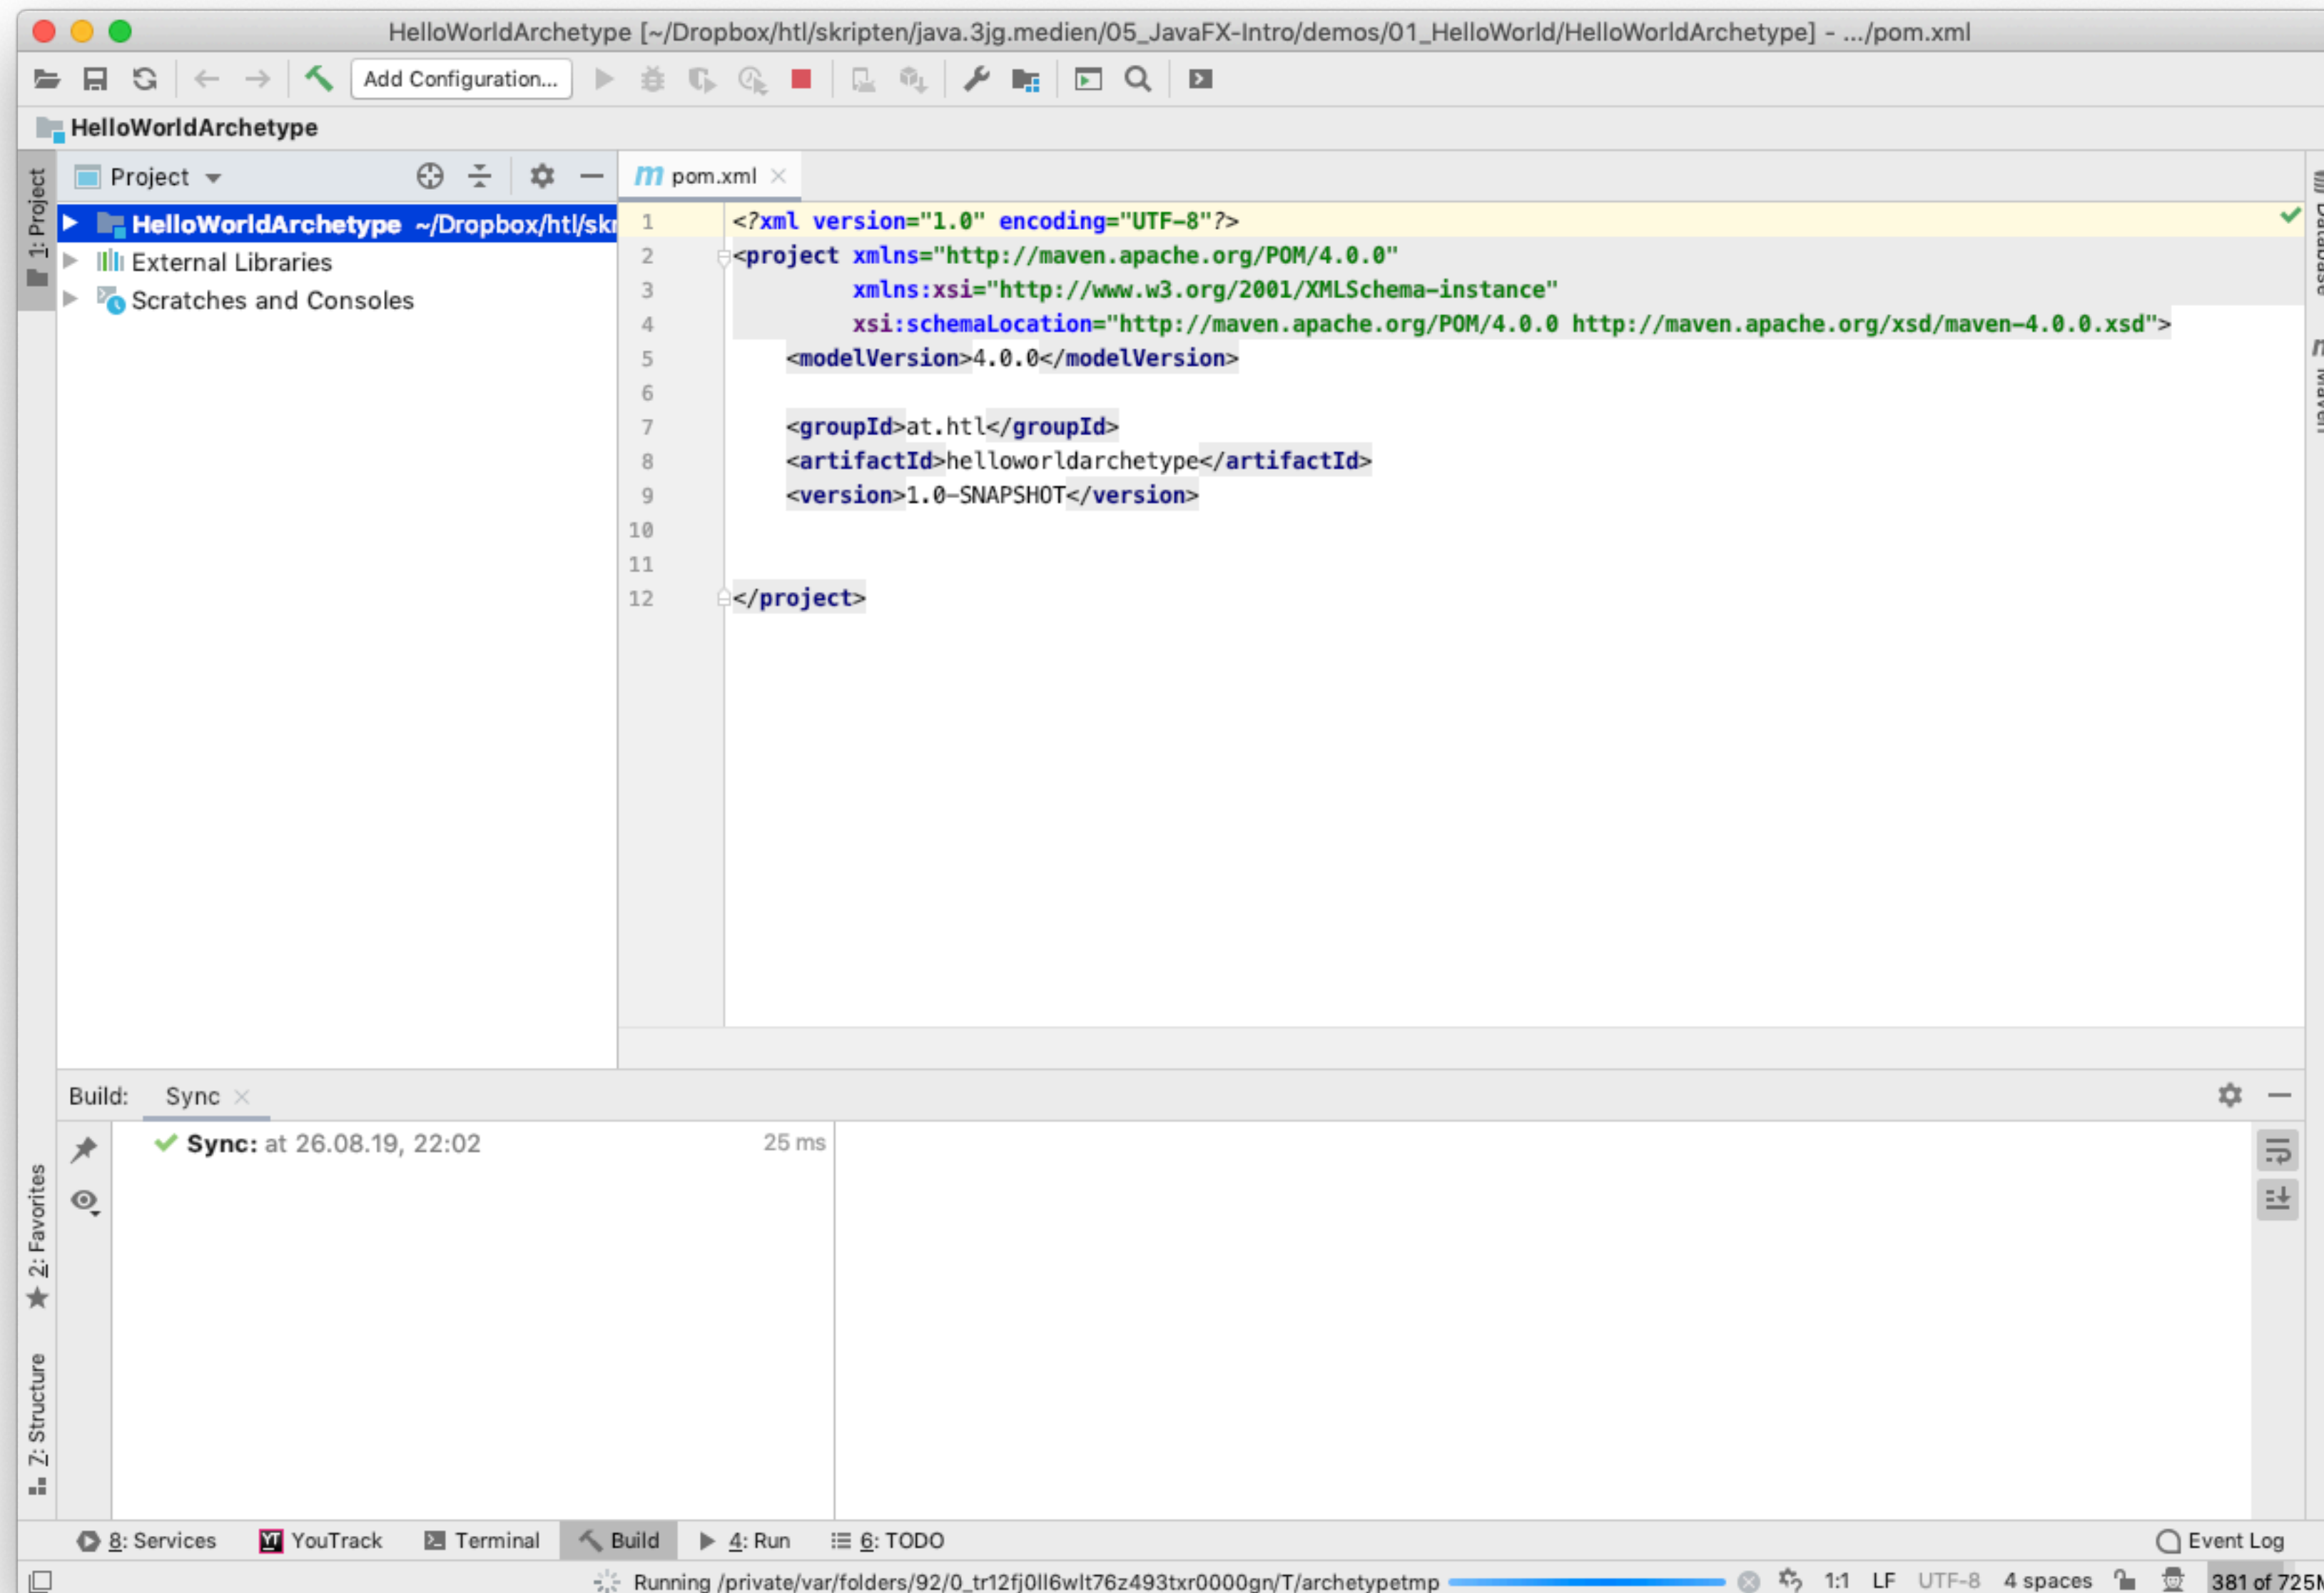 HelloWorldArchetype [~/Dropbox/htl/skripten/java.3jg.medien/05_JavaFX-Intro/demos/01_HelloWorld/HelloWorldArchetype] - .../pom.xml
Add Configuration...
HelloWorldArchetype
1: Project
Project
HelloWorldArchetype ~/Dropbox/htl/skr
External Libraries
Scratches and Consoles
m pom.xml
1 <?xml version="1.0" encoding="UTF-8"?>
2 <project xmlns="http://maven.apache.org/POM/4.0.0"
3 xmlns:xsi="http://www.w3.org/2001/XMLSchema-instance"
4 xsi:schemaLocation="http://maven.apache.org/POM/4.0.0 http://maven.apache.org/xsd/maven-4.0.0.xsd">
5 <modelVersion>4.0.0</modelVersion>
6
7 <groupId>at.htl</groupId>
8 <artifactId>helloworldarchetype</artifactId>
9 <version>1.0-SNAPSHOT</version>
10
11
12 </project>
Database
m Maven
Build: Sync
Sync: at 26.08.19, 22:02 25 ms
2: Favorites
7: Structure
8: Services YT YouTrack Terminal Build 4: Run 6: TODO Event Log
Running /private/var/folders/92/0_tr12fj0ll6wlt76z493txr0000gn/T/archetypetmp 1:1 LF UTF-8 4 spaces 381 of 725M